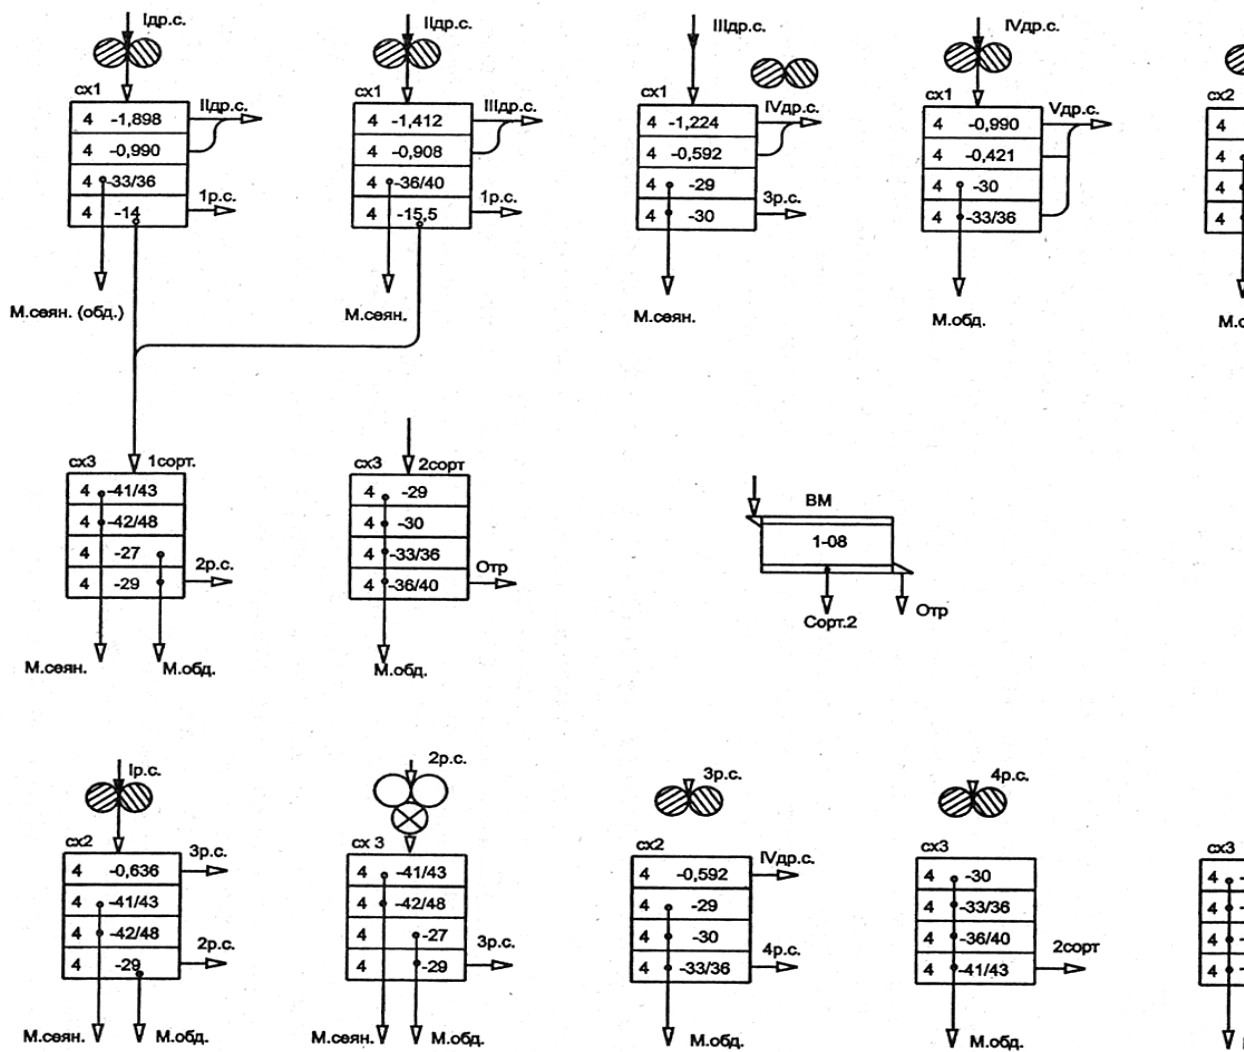 Iдр.с.
сх1
4 -1,898
4 -0,990
4 -33/36
4 -14
IIдр.с.
1р.с.
М.сеян. (обд.)
IIдр.с.
сх1
4 -1,412
4 -0,908
4 -36/40
4 -15,5
IIIдр.с.
1р.с.
М.сеян.
IIIдр.с.
сх1
4 -1,224
4 -0,592
4 -29
4 -30
IVдр.с.
3р.с.
М.сеян.
IVдр.с.
сх1
4 -0,990
4 -0,421
4 -30
4 -33/36
Vдр.с.
М.обд.
сх2
4
4
4
4
сх3
1сорт.
4 -41/43
4 -42/48
4 -27
4 -29
2р.с.
М.сеян.
М.обд.
сх3
2сорт
4 -29
4 -30
4 -33/36
4 -36/40
Отр
М.обд.
ВМ
1-08
Сорт.2
Отр
Iр.с.
сх2
4 -0,636
4 -41/43
4 -42/48
4 -29
3р.с.
2р.с.
М.сеян.
М.обд.
2р.с.
сх 3
4 -41/43
4 -42/48
4 -27
4 -29
3р.с.
М.сеян.
М.обд.
3р.с.
сх2
4 -0,592
4 -29
4 -30
4 -33/36
IVдр.с.
4р.с.
М.обд.
4р.с.
сх3
4 -30
4 -33/36
4 -36/40
4 -41/43
2сорт
М.обд.
сх3
4
4
4
4